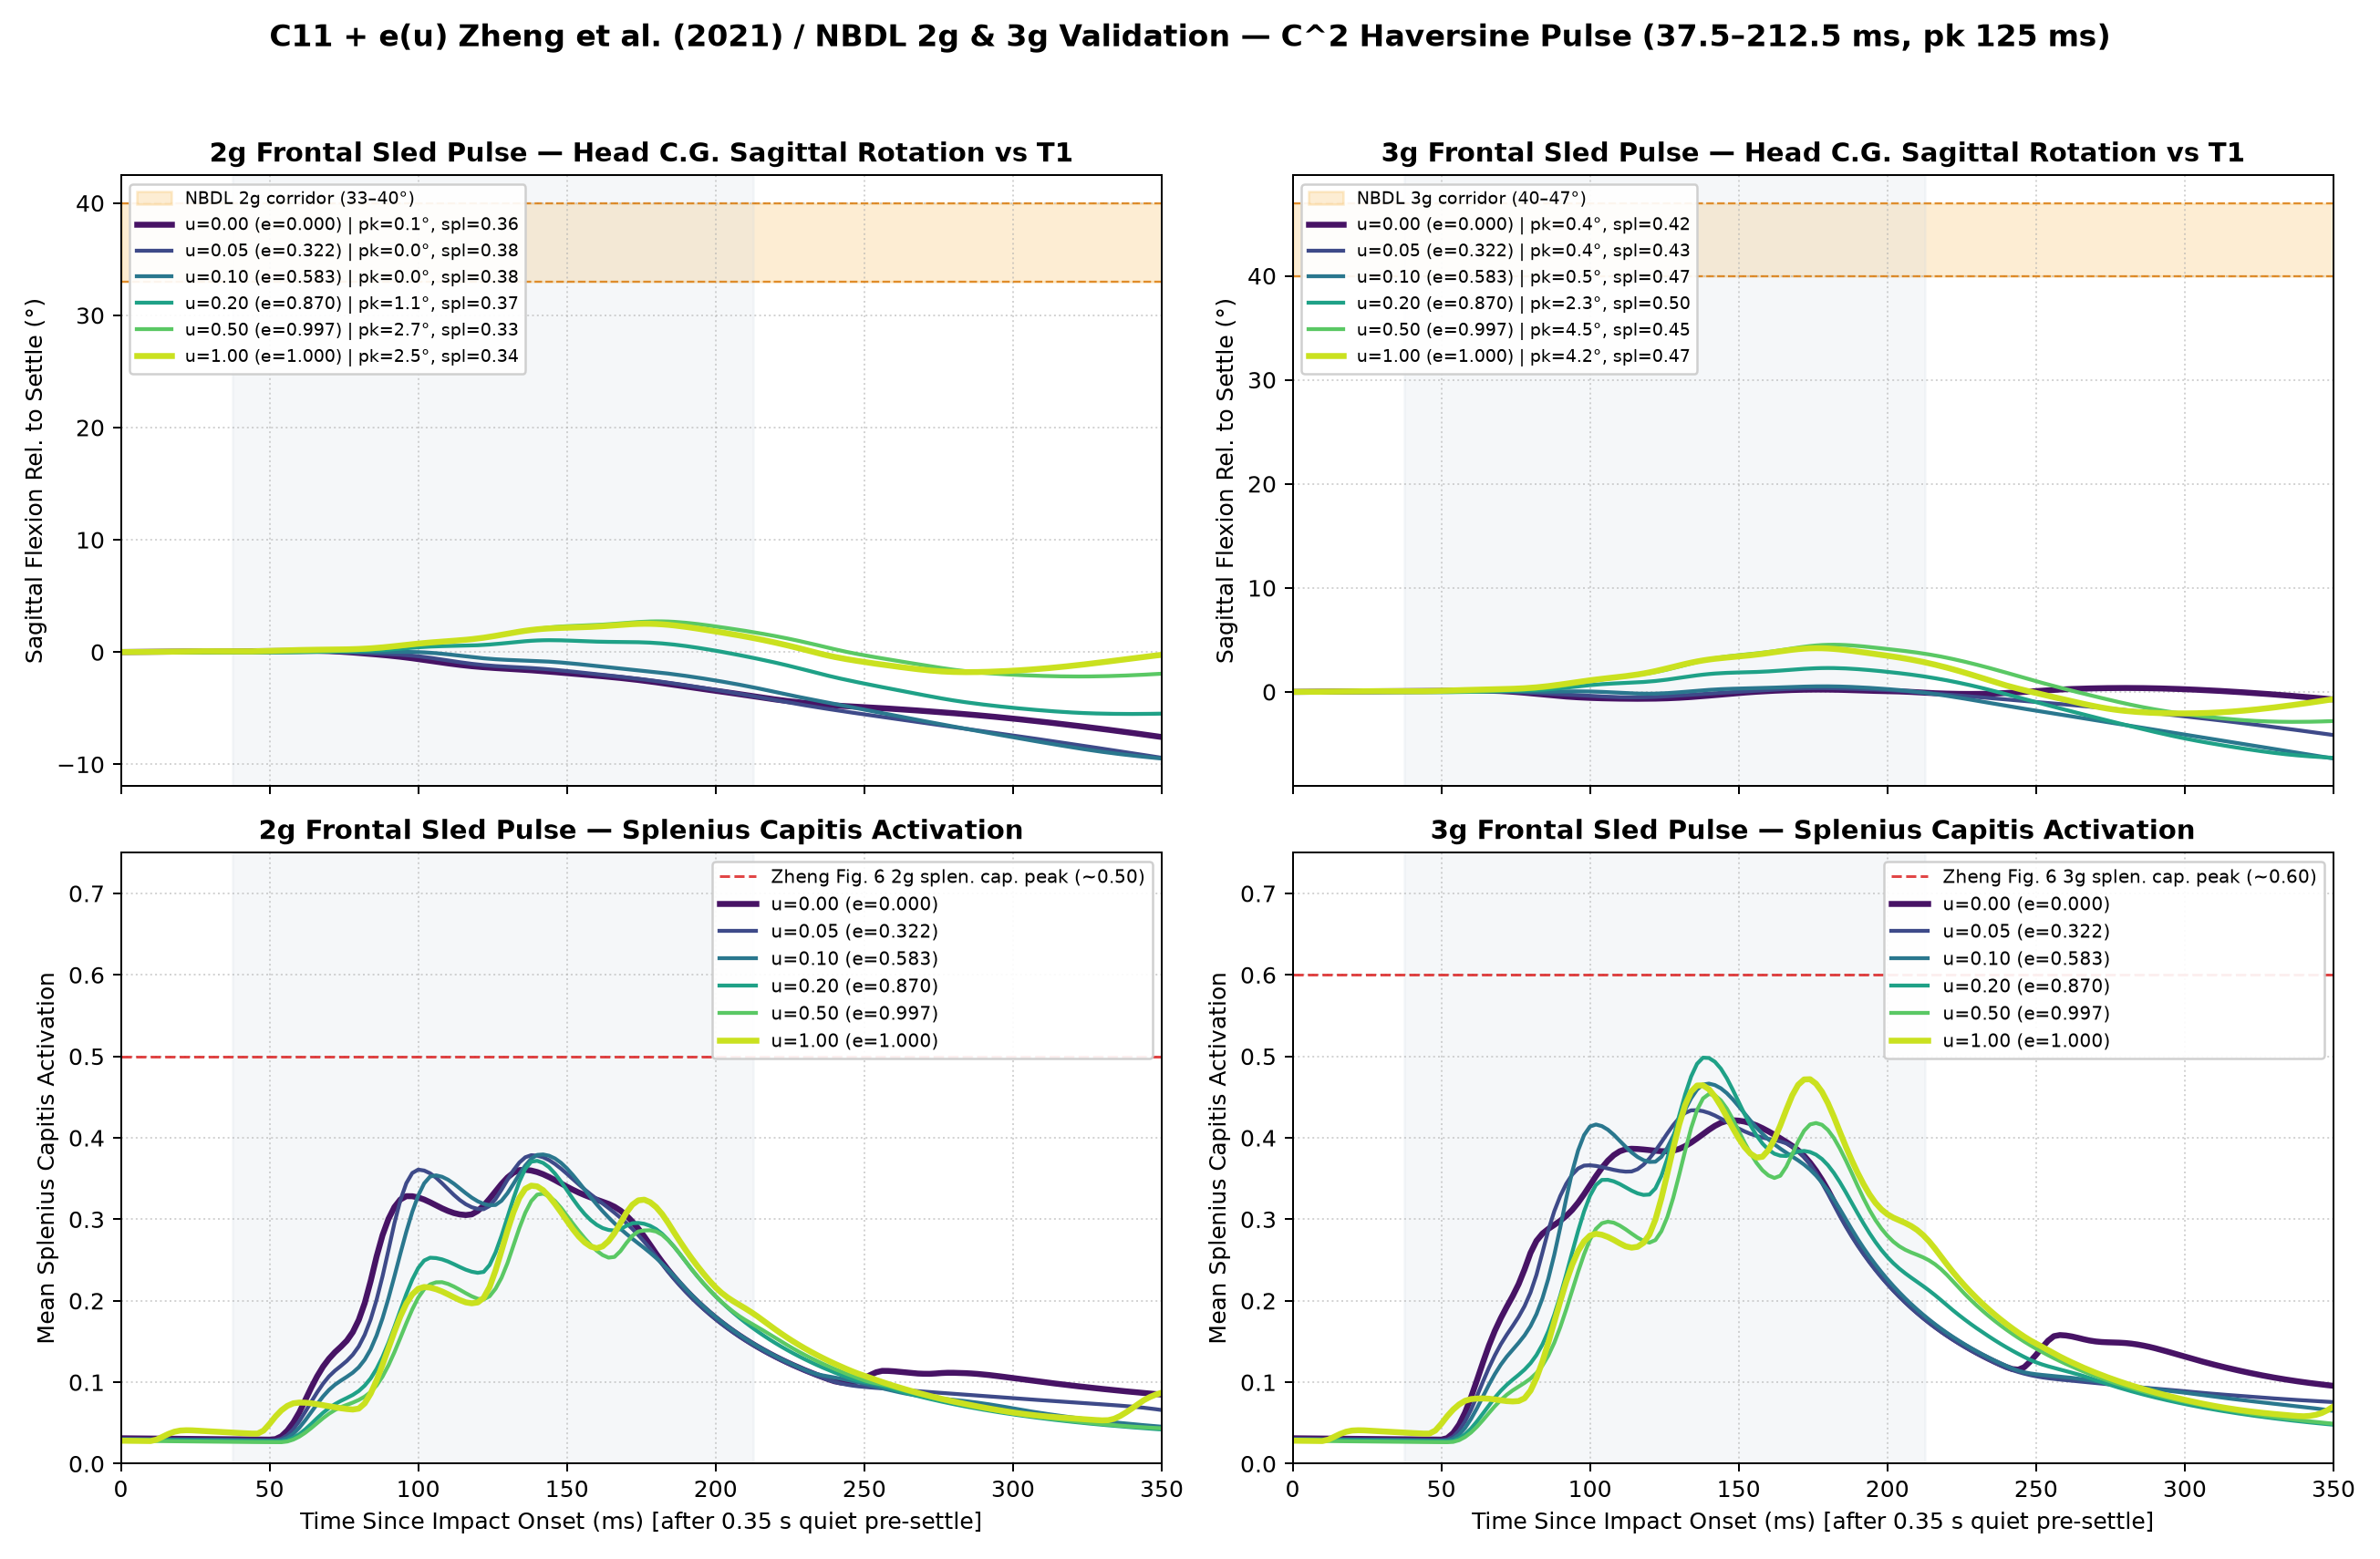 C11 + e(u) Zheng et al. (2021) / NBDL 2g & 3g Validation — C^2 Haversine Pulse (37.5–212.5 ms, pk 125 ms)
2g Frontal Sled Pulse — Head C.G. Sagittal Rotation vs T1
Sagittal Flexion Rel. to Settle (°)
40
30
20
10
0
−10
NBDL 2g corridor (33–40°)
u=0.00 (e=0.000) | pk=0.1°, spl=0.36
u=0.05 (e=0.322) | pk=0.0°, spl=0.38
u=0.10 (e=0.583) | pk=0.0°, spl=0.38
u=0.20 (e=0.870) | pk=1.1°, spl=0.37
u=0.50 (e=0.997) | pk=2.7°, spl=0.33
u=1.00 (e=1.000) | pk=2.5°, spl=0.34
3g Frontal Sled Pulse — Head C.G. Sagittal Rotation vs T1
Sagittal Flexion Rel. to Settle (°)
40
30
20
10
0
NBDL 3g corridor (40–47°)
u=0.00 (e=0.000) | pk=0.4°, spl=0.42
u=0.05 (e=0.322) | pk=0.4°, spl=0.43
u=0.10 (e=0.583) | pk=0.5°, spl=0.47
u=0.20 (e=0.870) | pk=2.3°, spl=0.50
u=0.50 (e=0.997) | pk=4.5°, spl=0.45
u=1.00 (e=1.000) | pk=4.2°, spl=0.47
2g Frontal Sled Pulse — Splenius Capitis Activation
Mean Splenius Capitis Activation
0.7
0.6
0.5
0.4
0.3
0.2
0.1
0.0
Zheng Fig. 6 2g splen. cap. peak (~0.50)
u=0.00 (e=0.000)
u=0.05 (e=0.322)
u=0.10 (e=0.583)
u=0.20 (e=0.870)
u=0.50 (e=0.997)
u=1.00 (e=1.000)
0 50 100 150 200 250 300 350
Time Since Impact Onset (ms) [after 0.35 s quiet pre-settle]
3g Frontal Sled Pulse — Splenius Capitis Activation
Mean Splenius Capitis Activation
0.7
0.6
0.5
0.4
0.3
0.2
0.1
0.0
Zheng Fig. 6 3g splen. cap. peak (~0.60)
u=0.00 (e=0.000)
u=0.05 (e=0.322)
u=0.10 (e=0.583)
u=0.20 (e=0.870)
u=0.50 (e=0.997)
u=1.00 (e=1.000)
0 50 100 150 200 250 300 350
Time Since Impact Onset (ms) [after 0.35 s quiet pre-settle]